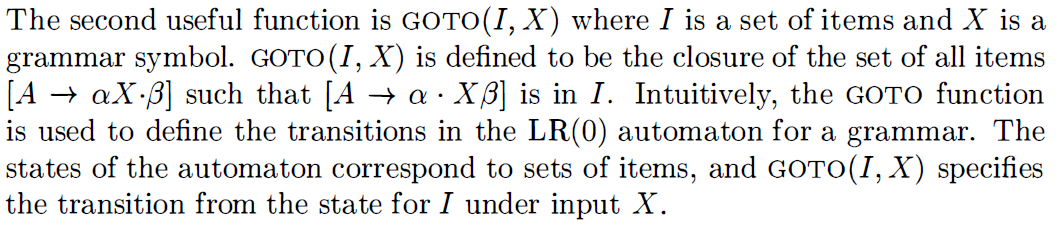 The second useful function is GOTO(I, X) where I is a set of items and X is a
grammar symbol. GOTO(I, X) is defined to be the closure of the set of all items
[A → αX·β] such that [A → α · Xβ] is in I. Intuitively, the GOTO function
is used to define the transitions in the LR(0) automaton for a grammar. The
states of the automaton correspond to sets of items, and GOTO(I, X) specifies
the transition from the state for I under input X.